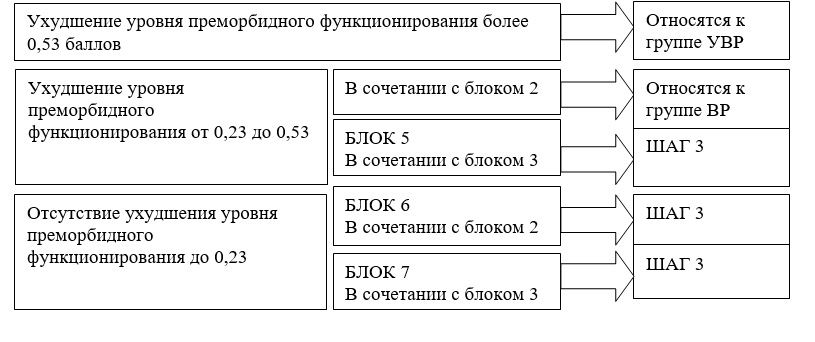 Ухудшение уровня преморбидного функционирования более
0,53 баллов
Относятся к
группе УВР
Ухудшение уровня
преморбидного
функционирования от 0,23 до 0,53
В сочетании с блоком 2
Относятся к
группе ВР
БЛОК 5
В сочетании с блоком 3
ШАГ 3
Отсутствие ухудшения уровня
преморбидного
функционирования до 0,23
БЛОК 6
В сочетании с блоком 2
ШАГ 3
БЛОК 7
В сочетании с блоком 3
ШАГ 3